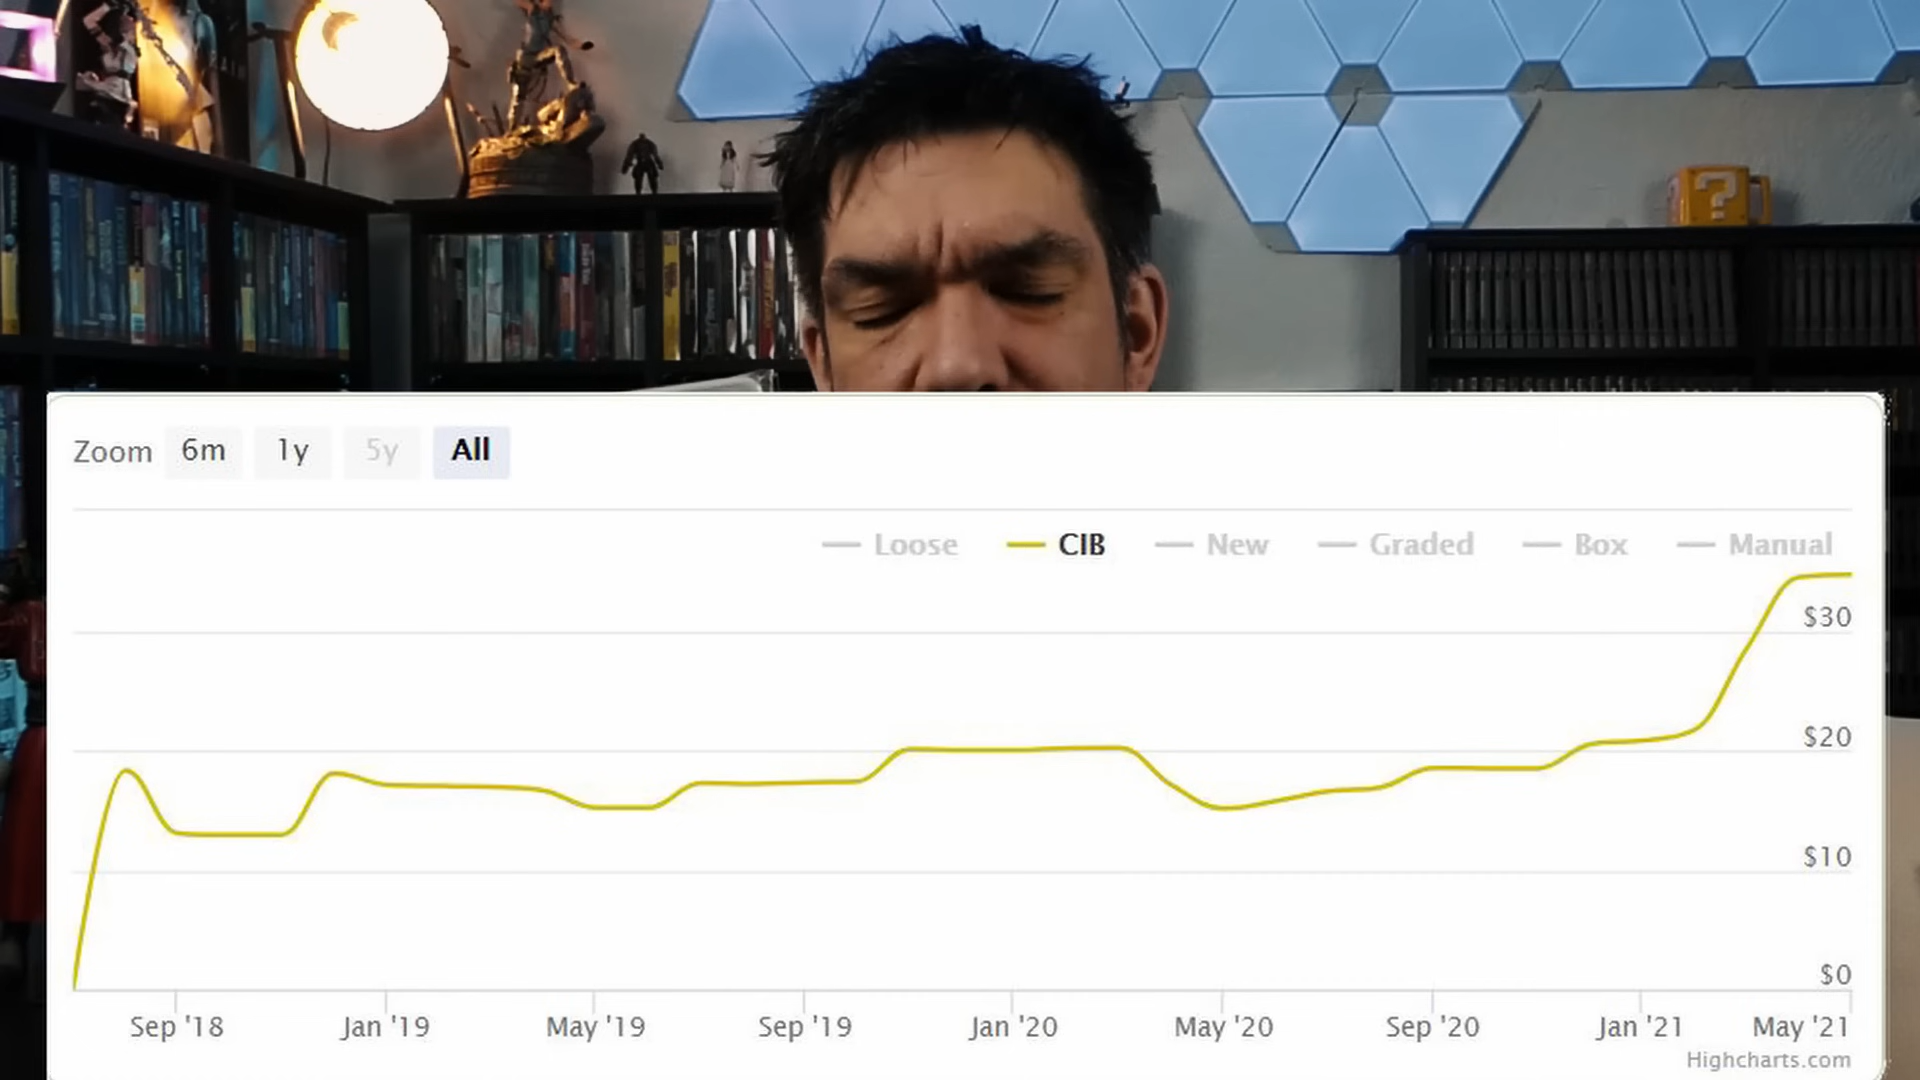 Zoom 6m 1y 5y All
Loose CIB New Graded Box Manual
$30
$20
$10
$0
Sep '18 Jan '19 May '19 Sep '19 Jan '20 May '20 Sep '20 Jan '21 May '21
Highcharts.com
?